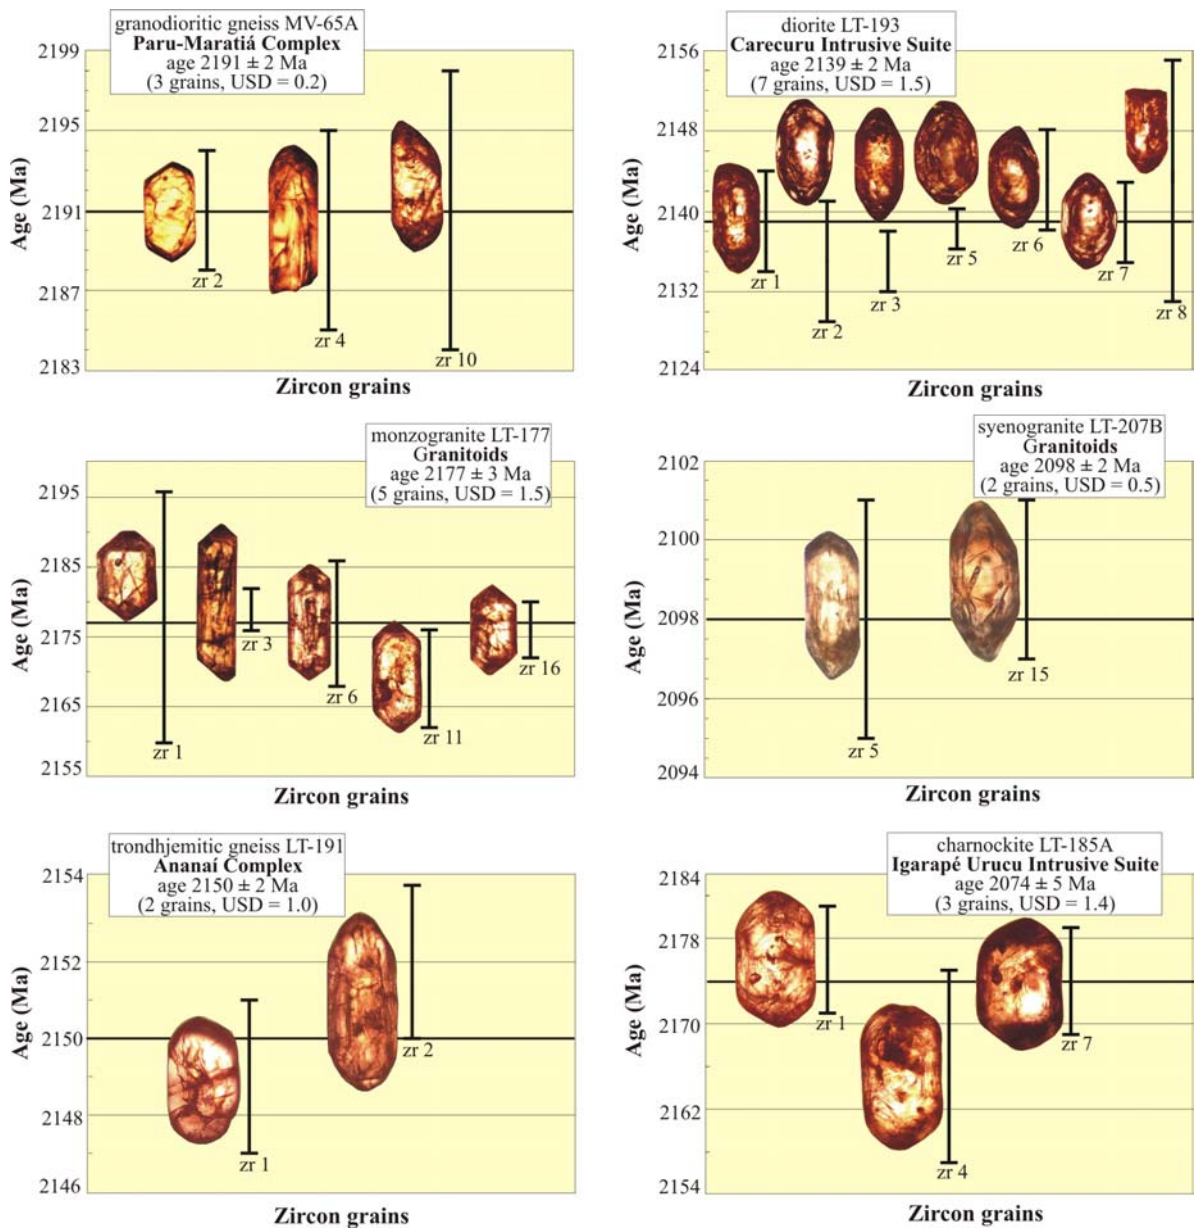 granodioritic gneiss MV-65A
Paru-Maratiá Complex
age 2191 ± 2 Ma
(3 grains, USD = 0.2)
2199
2195
2191
2187
2183
Age (Ma)
zr 2
zr 4
zr 10
Zircon grains
diorite LT-193
Carecuru Intrusive Suite
age 2139 ± 2 Ma
(7 grains, USD = 1.5)
2156
2148
2140
2132
2124
Age (Ma)
zr 1
zr 2
zr 3
zr 5
zr 6
zr 7
zr 8
Zircon grains
monzogranite LT-177
Granitoids
age 2177 ± 3 Ma
(5 grains, USD = 1.5)
2195
2185
2175
2165
2155
Age (Ma)
zr 1
zr 3
zr 6
zr 11
zr 16
Zircon grains
syenogranite LT-207B
Granitoids
age 2098 ± 2 Ma
(2 grains, USD = 0.5)
2102
2100
2098
2096
2094
Age (Ma)
zr 5
zr 15
Zircon grains
trondhjemitic gneiss LT-191
Ananaí Complex
age 2150 ± 2 Ma
(2 grains, USD = 1.0)
2154
2152
2150
2148
2146
Age (Ma)
zr 1
zr 2
Zircon grains
charnockite LT-185A
Igarapé Urucu Intrusive Suite
age 2074 ± 5 Ma
(3 grains, USD = 1.4)
2184
2178
2170
2162
2154
Age (Ma)
zr 1
zr 4
zr 7
Zircon grains